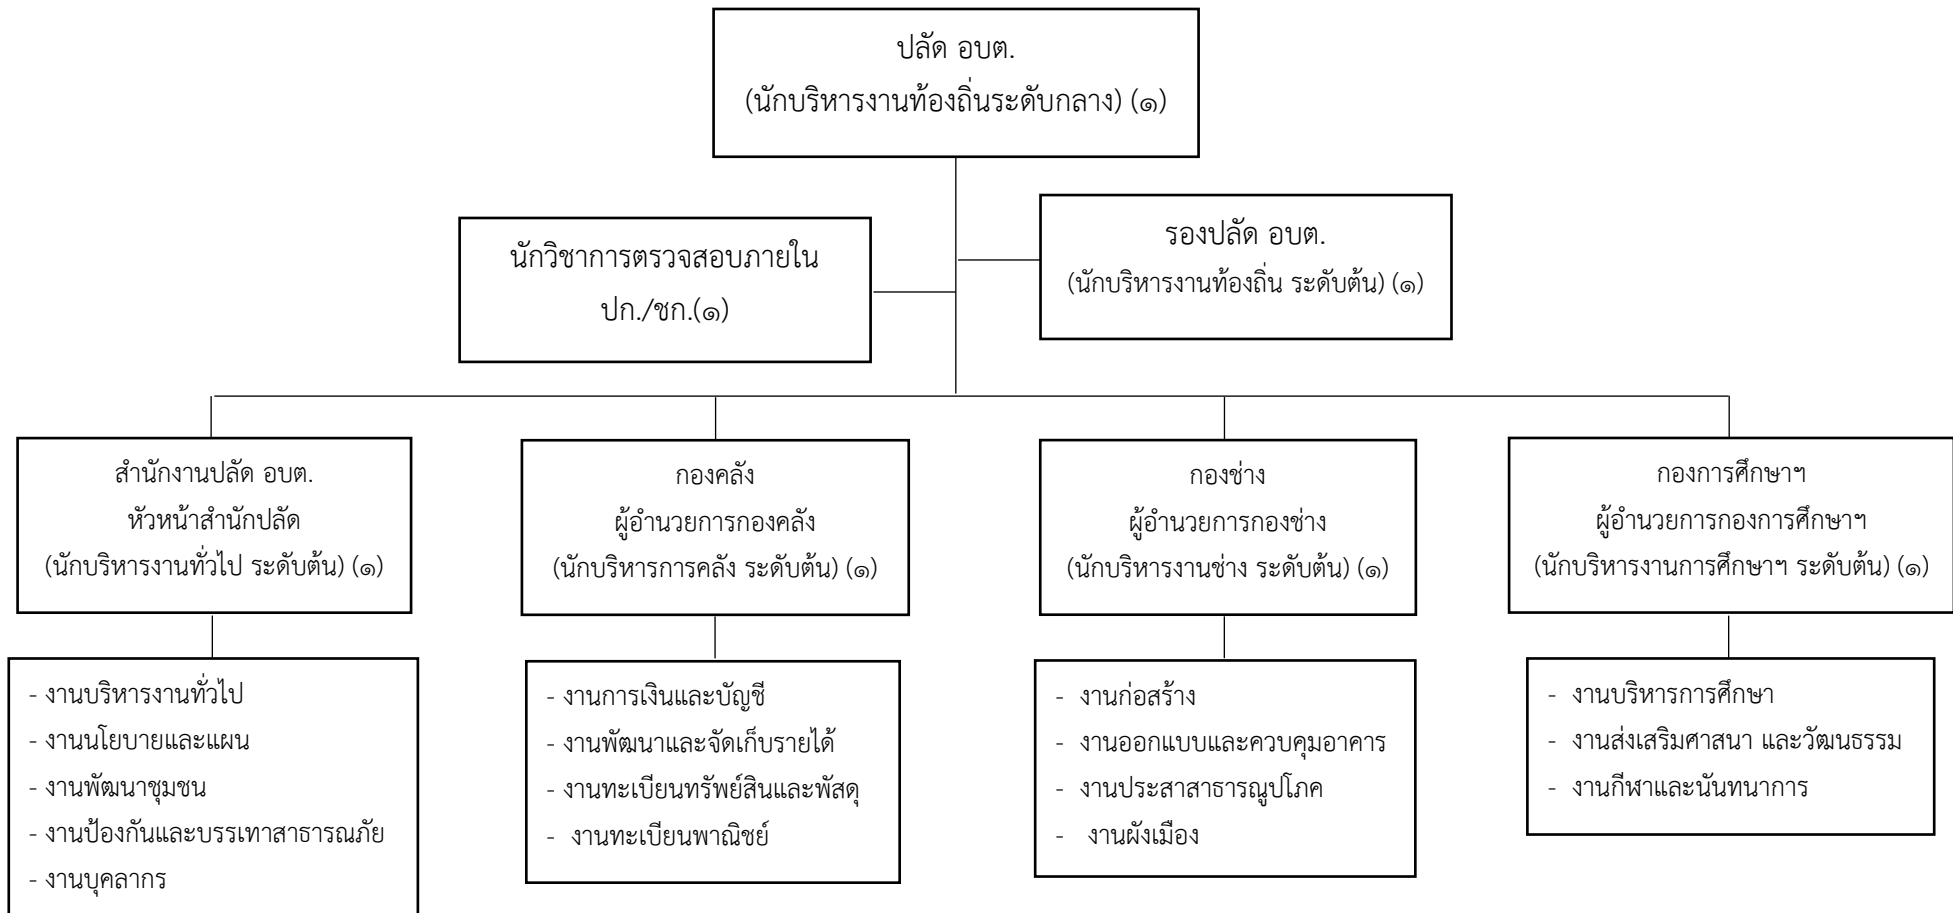 ปลัด อบต.
(นักบริหารงานท้องถิ่นระดับกลาง) (๑)
รองปลัด อบต.
(นักบริหารงานท้องถิ่น ระดับต้น) (๑)
นักวิชาการตรวจสอบภายใน
ปก./ชก.(๑)
สำนักงานปลัด อบต.
หัวหน้าสำนักปลัด
(นักบริหารงานทั่วไป ระดับต้น) (๑)
กองคลัง
ผู้อำนวยการกองคลัง
(นักบริหารการคลัง ระดับต้น) (๑)
กองช่าง
ผู้อำนวยการกองช่าง
(นักบริหารงานช่าง ระดับต้น) (๑)
กองการศึกษาฯ
ผู้อำนวยการกองการศึกษาฯ
(นักบริหารงานการศึกษาฯ ระดับต้น) (๑)
- งานบริหารงานทั่วไป
- งานนโยบายและแผน
- งานพัฒนาชุมชน
- งานป้องกันและบรรเทาสาธารณภัย
- งานบุคลากร
- งานการเงินและบัญชี
- งานพัฒนาและจัดเก็บรายได้
- งานทะเบียนทรัพย์สินและพัสดุ
- งานทะเบียนพาณิชย์
- งานก่อสร้าง
- งานออกแบบและควบคุมอาคาร
- งานประสาสาธารณูปโภค
- งานผังเมือง
- งานบริหารการศึกษา
- งานส่งเสริมศาสนา และวัฒนธรรม
- งานกีฬาและนันทนาการ